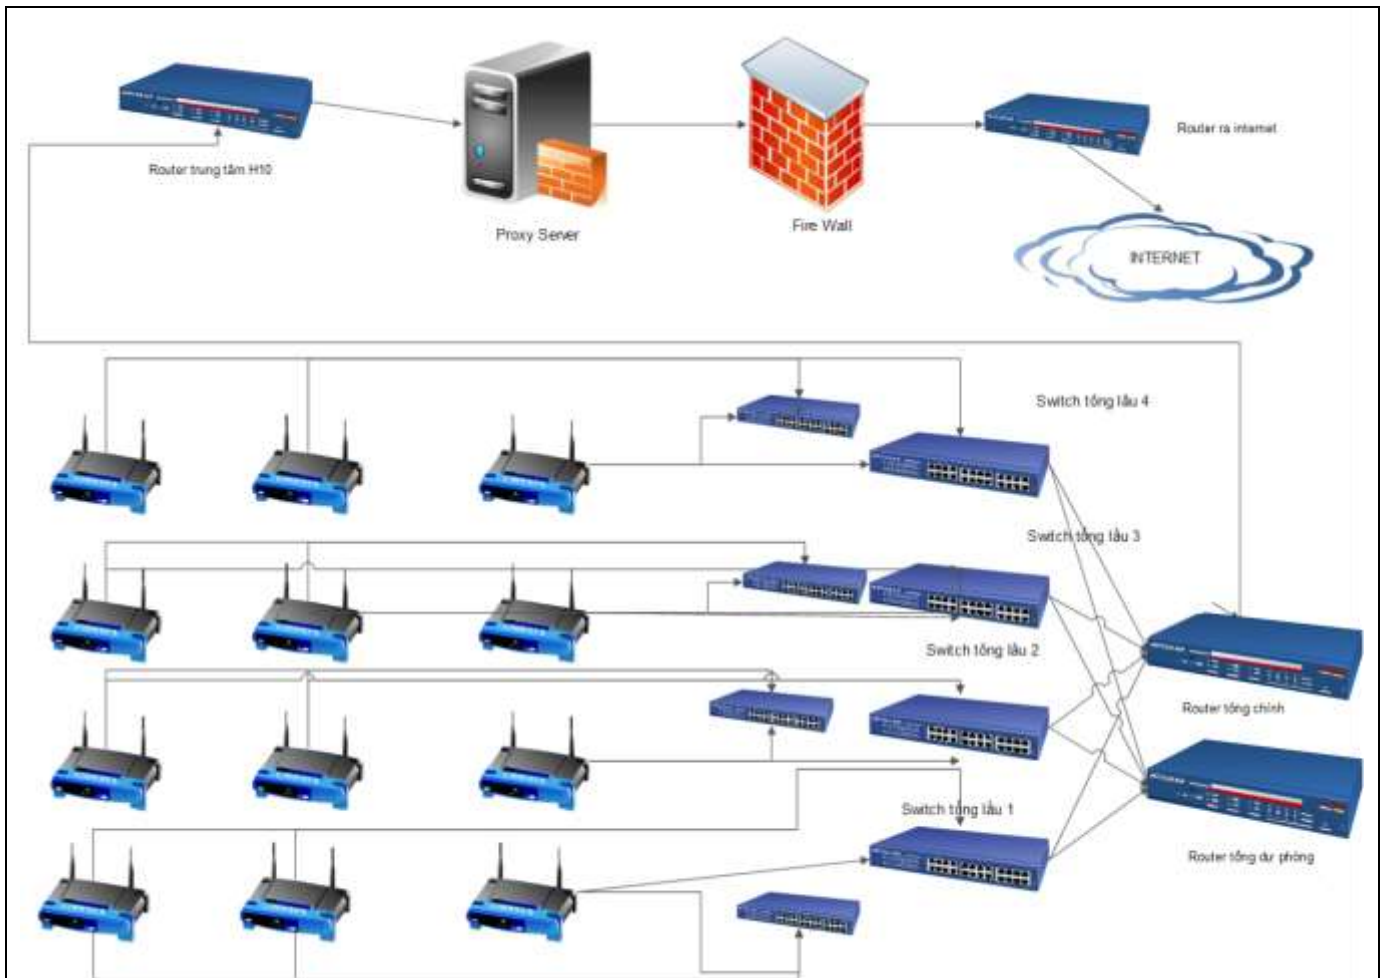 Router ra internet
Router trung tâm H10
Fire Wall
Proxy Server
INTERNET
Switch tổng lầu 4
Switch tổng lầu 3
Switch tổng lầu 2
Router tổng chính
Switch tổng lầu 1
Router tổng dự phòng